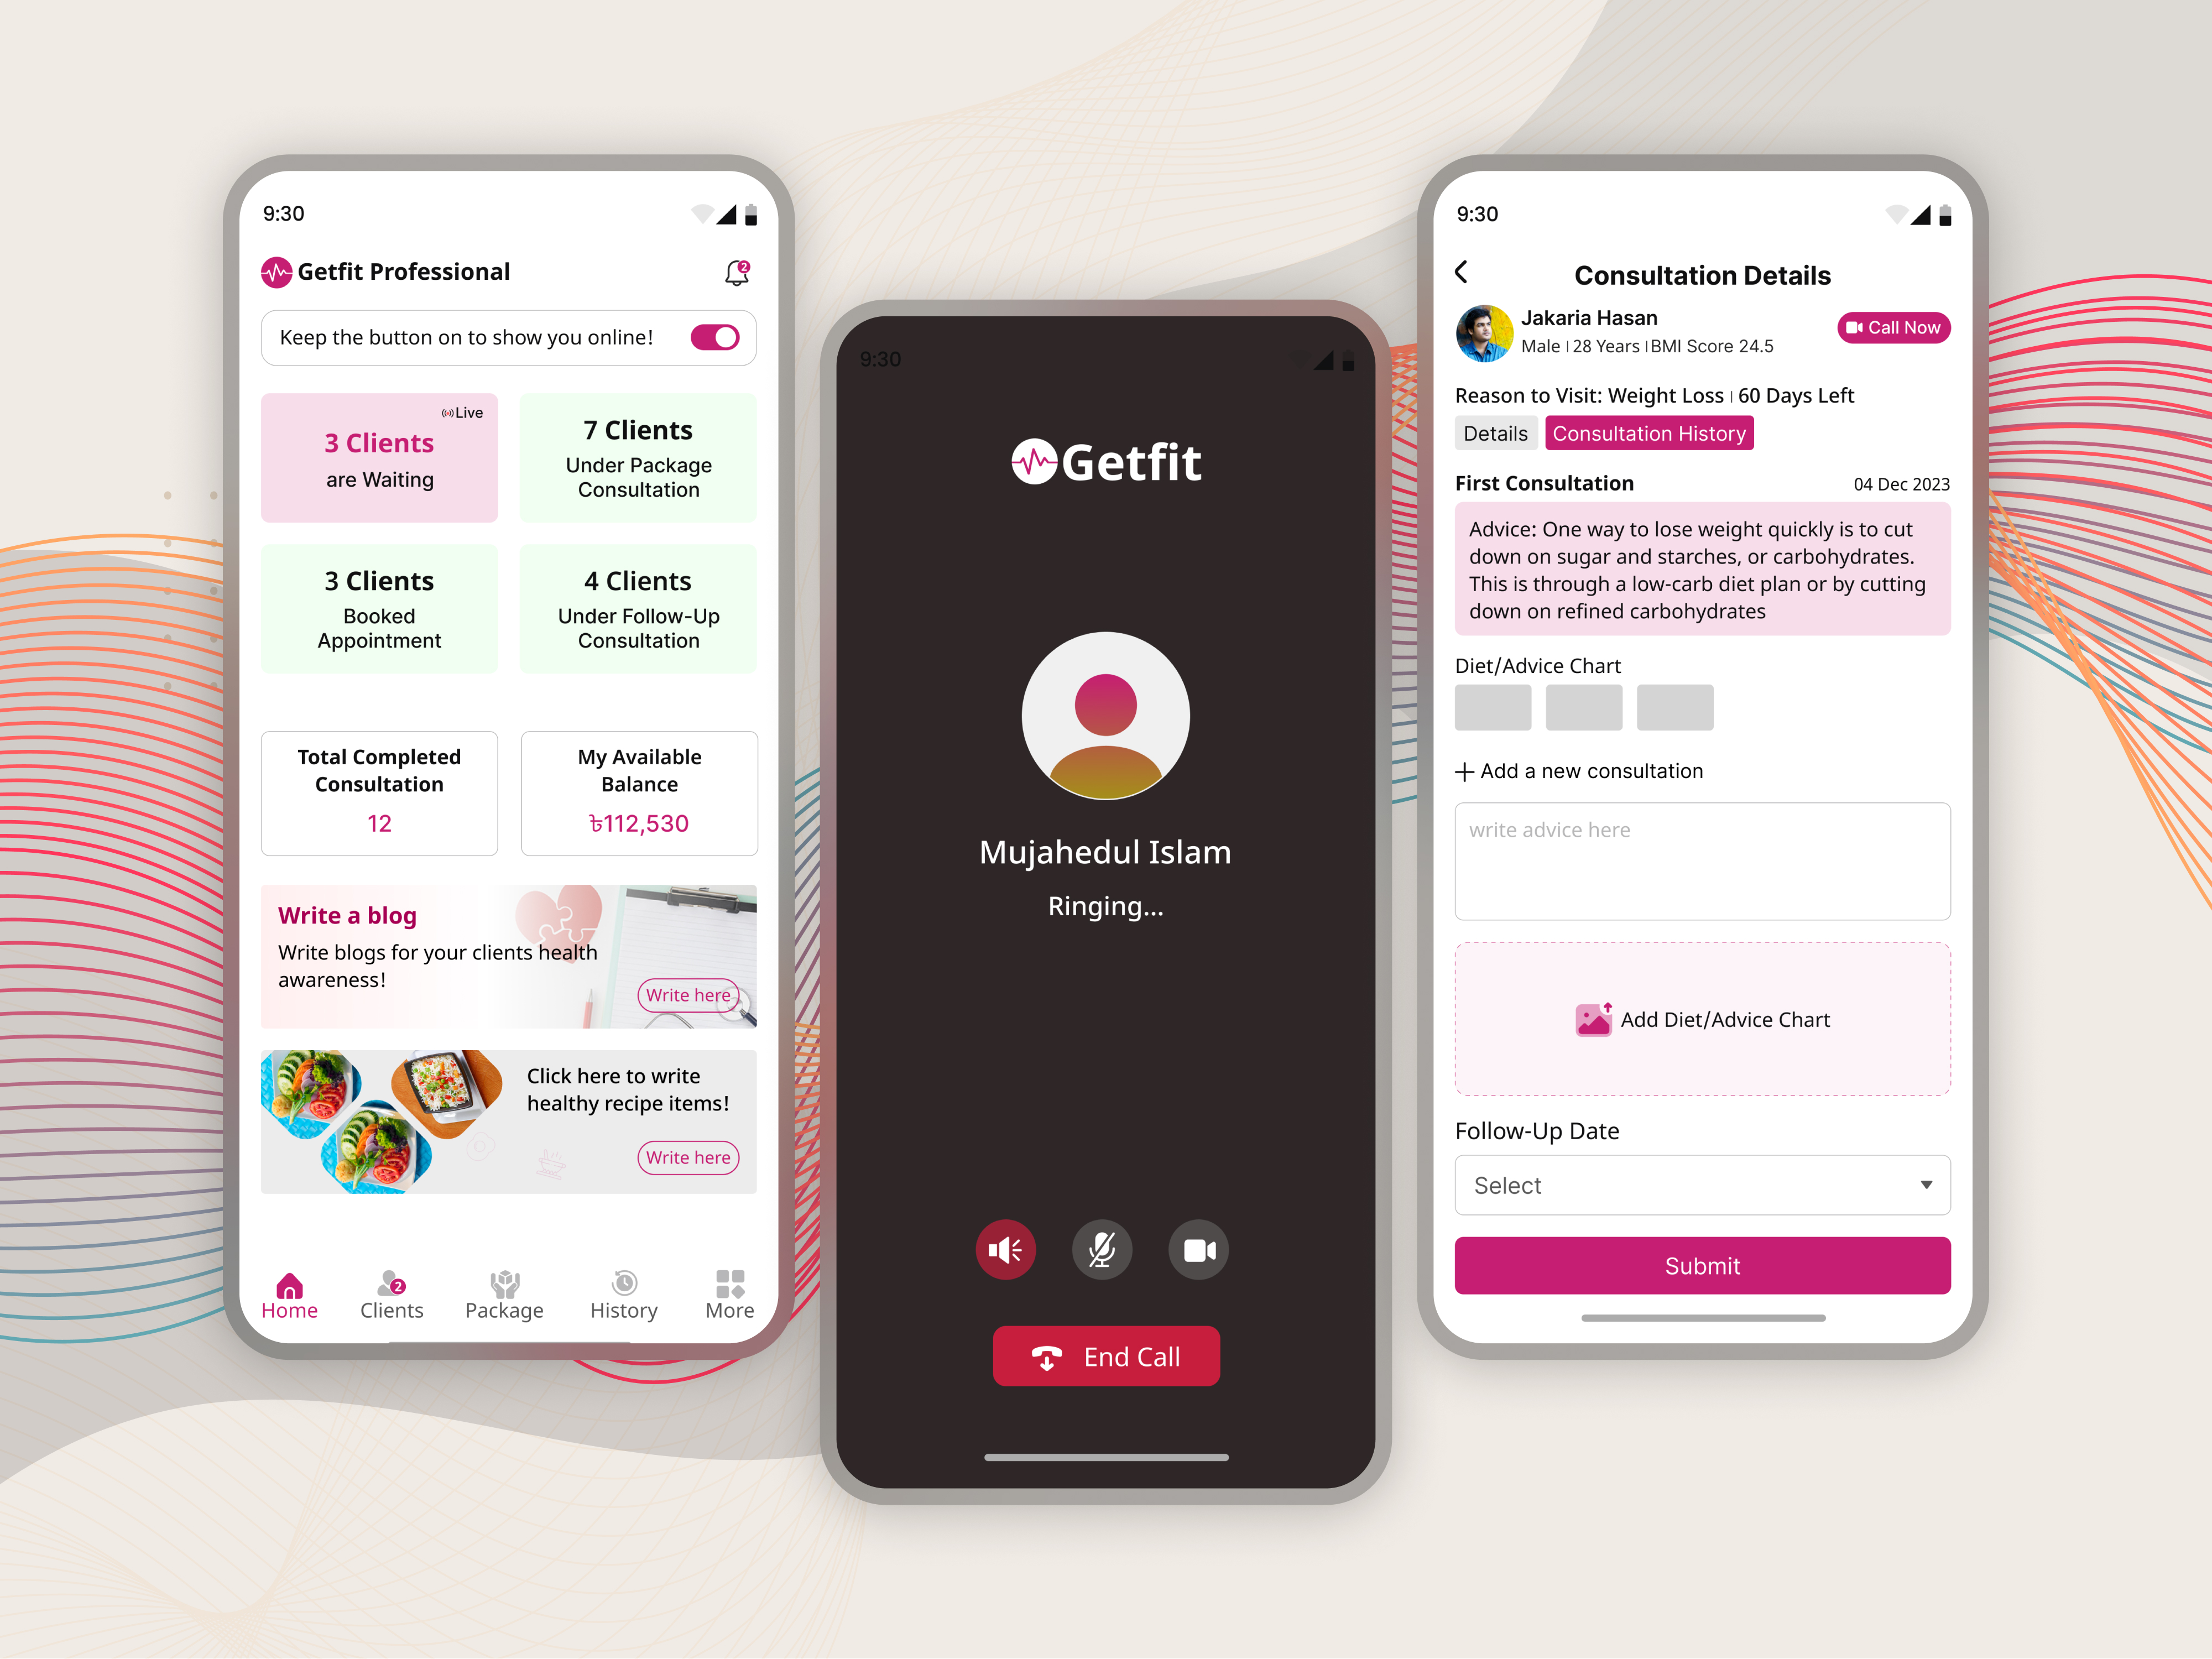 9:30
Getfit Professional
2
Keep the button on to show you online!
Live
3 Clients
are Waiting
7 Clients
Under Package
Consultation
3 Clients
Booked
Appointment
4 Clients
Under Follow-Up
Consultation
Total Completed
Consultation
12
My Available
Balance
৳112,530
Write a blog
Write blogs for your clients health
awareness!
Write here
Click here to write
healthy recipe items!
Write here
2
Home
Clients
Package
History
More
9:30
Getfit
Mujahedul Islam
Ringing...
End Call
9:30
Consultation Details
Jakaria Hasan
Male | 28 Years | BMI Score 24.5
Call Now
Reason to Visit: Weight Loss | 60 Days Left
Details
Consultation History
First Consultation
04 Dec 2023
Advice: One way to lose weight quickly is to cut
down on sugar and starches, or carbohydrates.
This is through a low-carb diet plan or by cutting
down on refined carbohydrates
Diet/Advice Chart
+ Add a new consultation
write advice here
Add Diet/Advice Chart
Follow-Up Date
Select
Submit